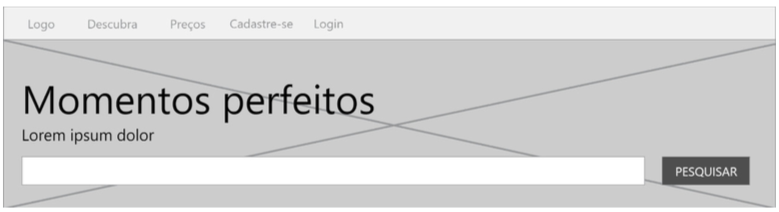 Logo Descubra Preços Cadastre-se Login
Momentos perfeitos
Lorem ipsum dolor
PESQUISAR